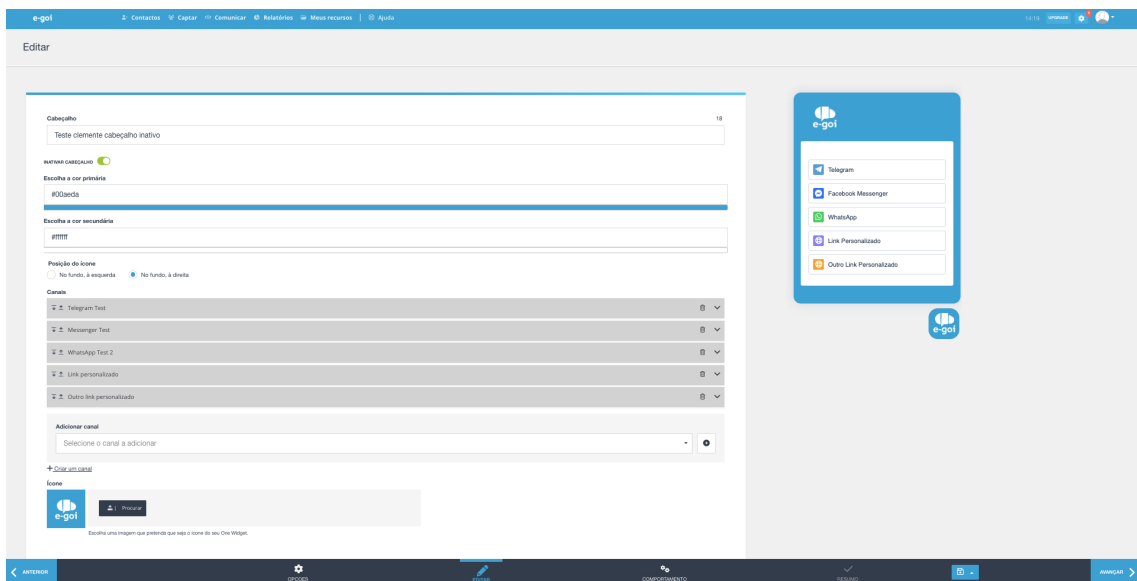 e-goi
Contactos Captar Comunicar Relatórios Meus recursos Ajuda
14:19 UPGRADE
Editar
Cabeçalho 18
Teste clemente cabeçalho inativo
INATIVAR CABEÇALHO
Escolha a cor primária
#00aeda
Escolha a cor secundária
#ffffff
Posição do ícone
No fundo, à esquerda No fundo, à direita
Canais
Telegram Test
Messenger Test
WhatsApp Test 2
Link personalizado
Outro link personalizado
Adicionar canal
Selecione o canal a adicionar
Criar um canal
Ícone
e-goi
Procurar
Escolha uma imagem que pretenda que seja o ícone do seu One Widget.
e-goi
Telegram
Facebook Messenger
WhatsApp
Link Personalizado
Outro Link Personalizado
e-goi
ANTERIOR
OPCOES
EDITAR
COMPORTAMENTO
RESUMO
AVANÇAR